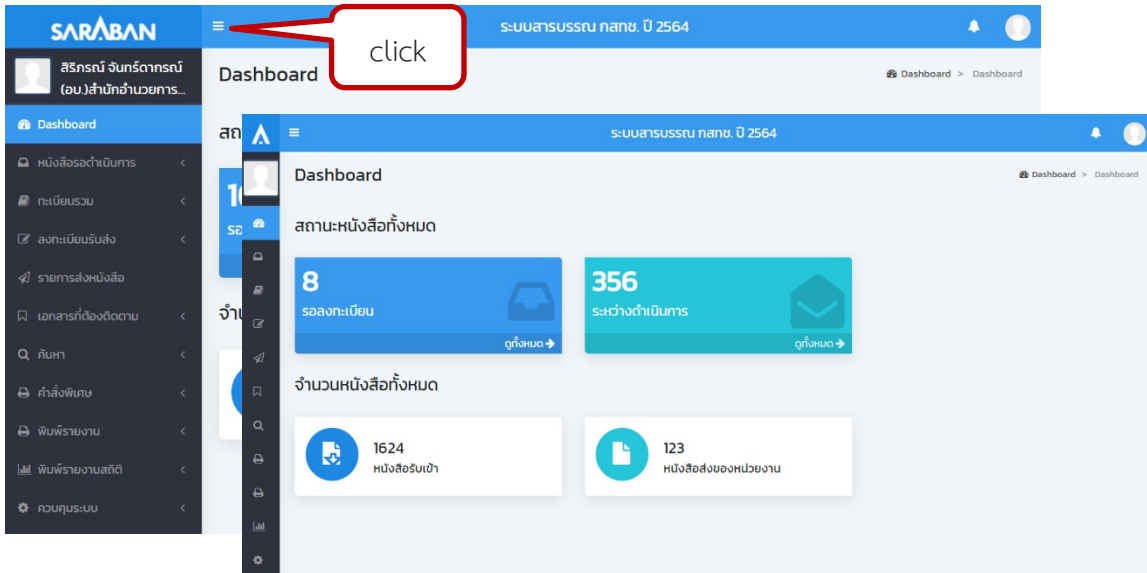 SARABAN
ระบบสารบรรณ กสทช. ปี 2564
click
สิริภรณ์ จันทร์ดากรณ์
(อบ.)สำนักอำนวยการ...
Dashboard
Dashboard > Dashboard
Dashboard
หนังสือรอดำเนินการ
ทะเบียนรวม
ลงทะเบียนรับส่ง
รายการส่งหนังสือ
เอกสารที่ต้องติดตาม
ค้นหา
คำสั่งพิเศษ
พิมพ์รายงาน
พิมพ์รายงานสถิติ
ควบคุมระบบ
ระบบสารบรรณ กสทช. ปี 2564
Dashboard
Dashboard > Dashboard
สถานะหนังสือทั้งหมด
8
รอลงทะเบียน
ดูทั้งหมด
356
ระหว่างดำเนินการ
ดูทั้งหมด
จำนวนหนังสือทั้งหมด
1624
หนังสือรับเข้า
123
หนังสือส่งของหน่วยงาน